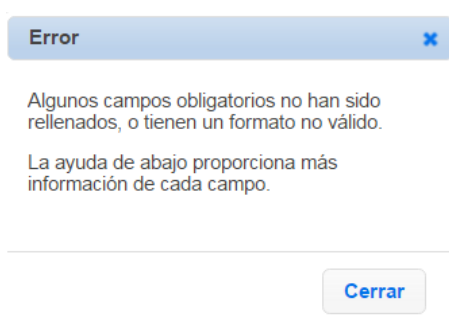 Error
Algunos campos obligatorios no han sido
rellenados, o tienen un formato no válido.
La ayuda de abajo proporciona más
información de cada campo.
Cerrar